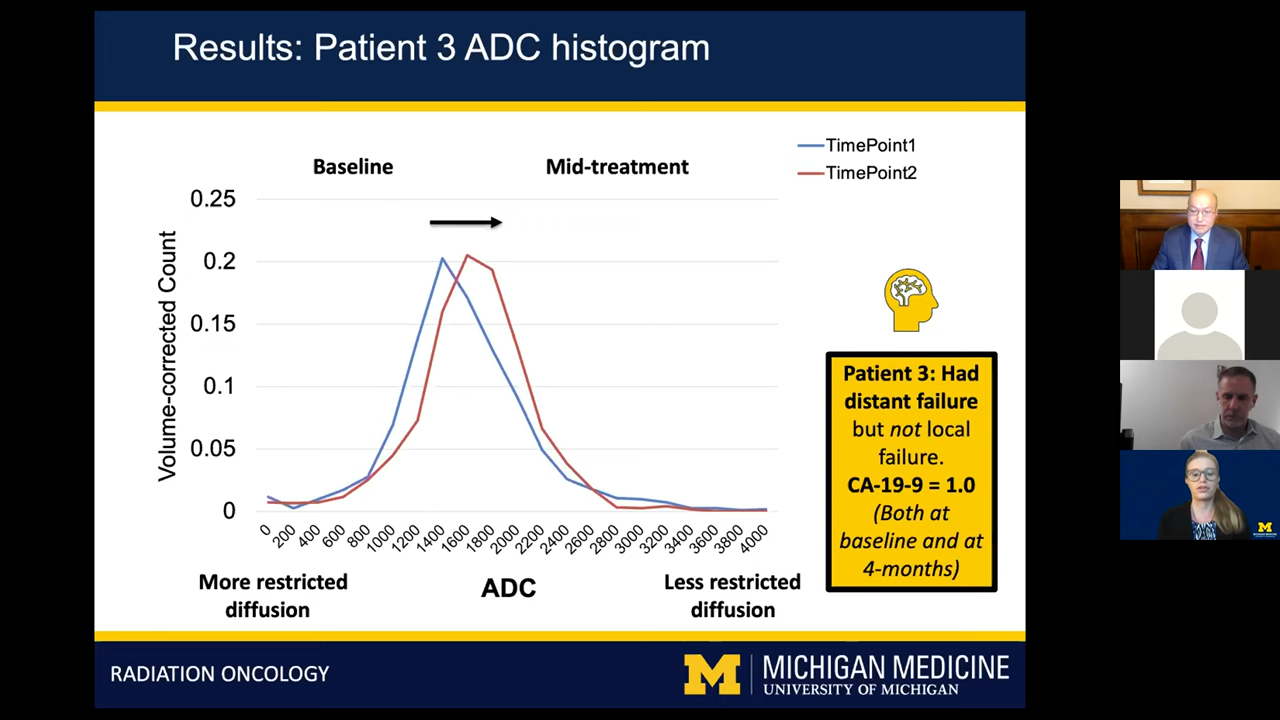 Results: Patient 3 ADC histogram
TimePoint1
TimePoint2
Baseline
Mid-treatment
0.25
0.2
0.15
0.1
0.05
0
Volume-corrected Count
0 200 400 600 800 1000 1200 1400 1600 1800 2000 2200 2400 2600 2800 3000 3200 3400 3600 3800 4000
More restricted
diffusion
ADC
Less restricted
diffusion
Patient 3: Had
distant failure
but not local
failure.
CA-19-9 = 1.0
(Both at
baseline and at
4-months)
RADIATION ONCOLOGY
M
MICHIGAN MEDICINE
UNIVERSITY OF MICHIGAN
M